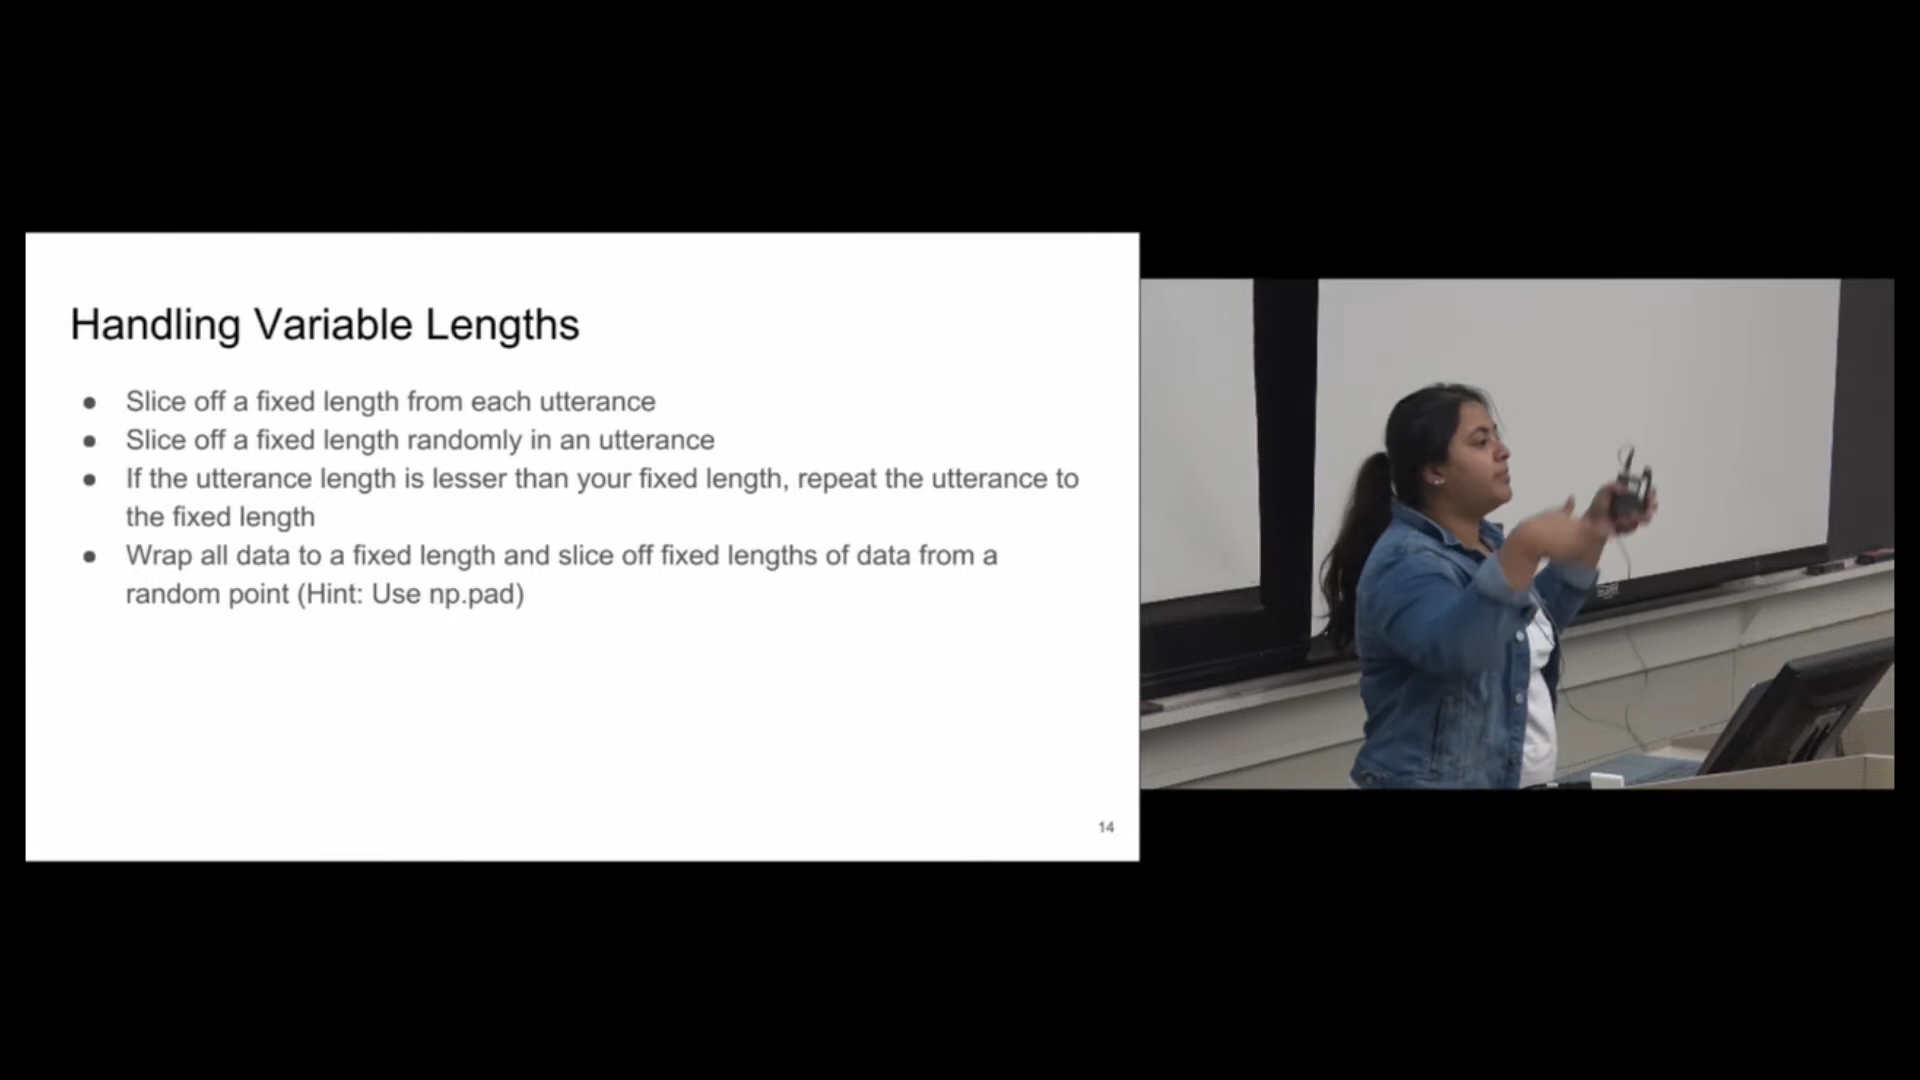 Handling Variable Lengths
● Slice off a fixed length from each utterance
● Slice off a fixed length randomly in an utterance
● If the utterance length is lesser than your fixed length, repeat the utterance to
the fixed length
● Wrap all data to a fixed length and slice off fixed lengths of data from a
random point (Hint: Use np.pad)
14